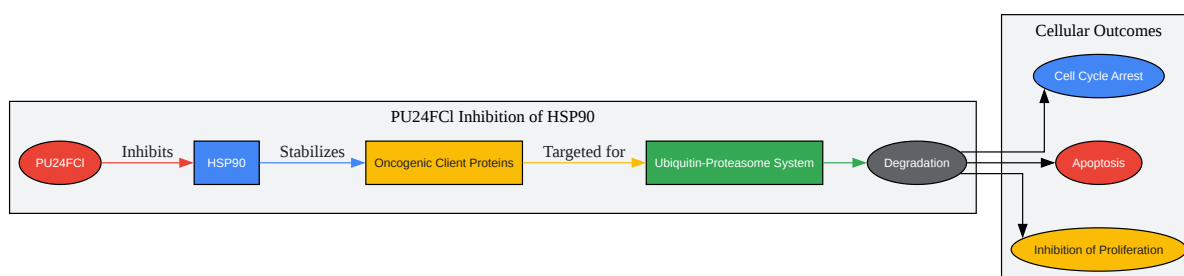 Cellular Outcomes
Cell Cycle Arrest
PU24FCl Inhibition of HSP90
PU24FCl
Inhibits
HSP90
Stabilizes
Oncogenic Client Proteins
Targeted for
Ubiquitin-Proteasome System
Degradation
Apoptosis
Inhibition of Proliferation